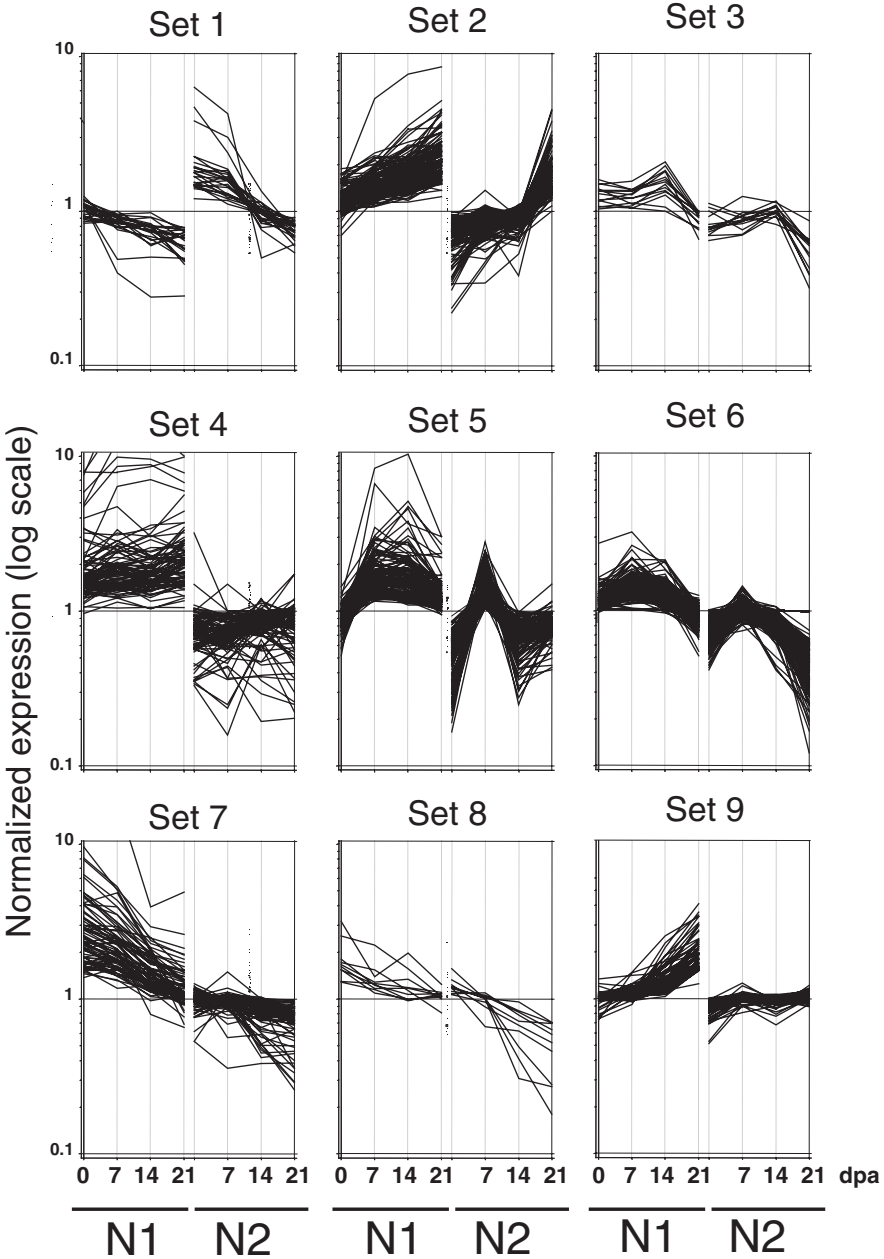 Set 1 Set 2 Set 3
10
1
0.1
Set 4 Set 5 Set 6
10
1
0.1
Set 7 Set 8 Set 9
10
1
0.1
Normalized expression (log scale)
0 7 14 21 7 14 21 0 7 14 21 7 14 21 0 7 14 21 7 14 21 dpa
N1 N2 N1 N2 N1 N2